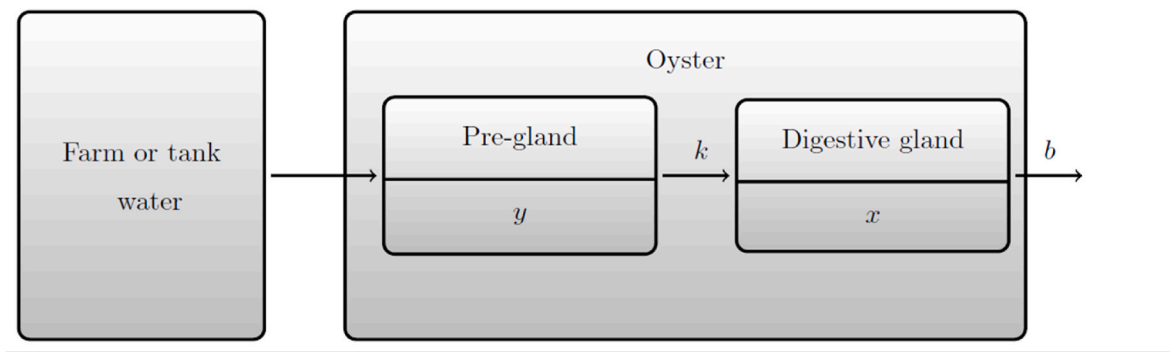 Oyster
Farm or tank
water
Pre-gland
y
k
Digestive gland
x
b